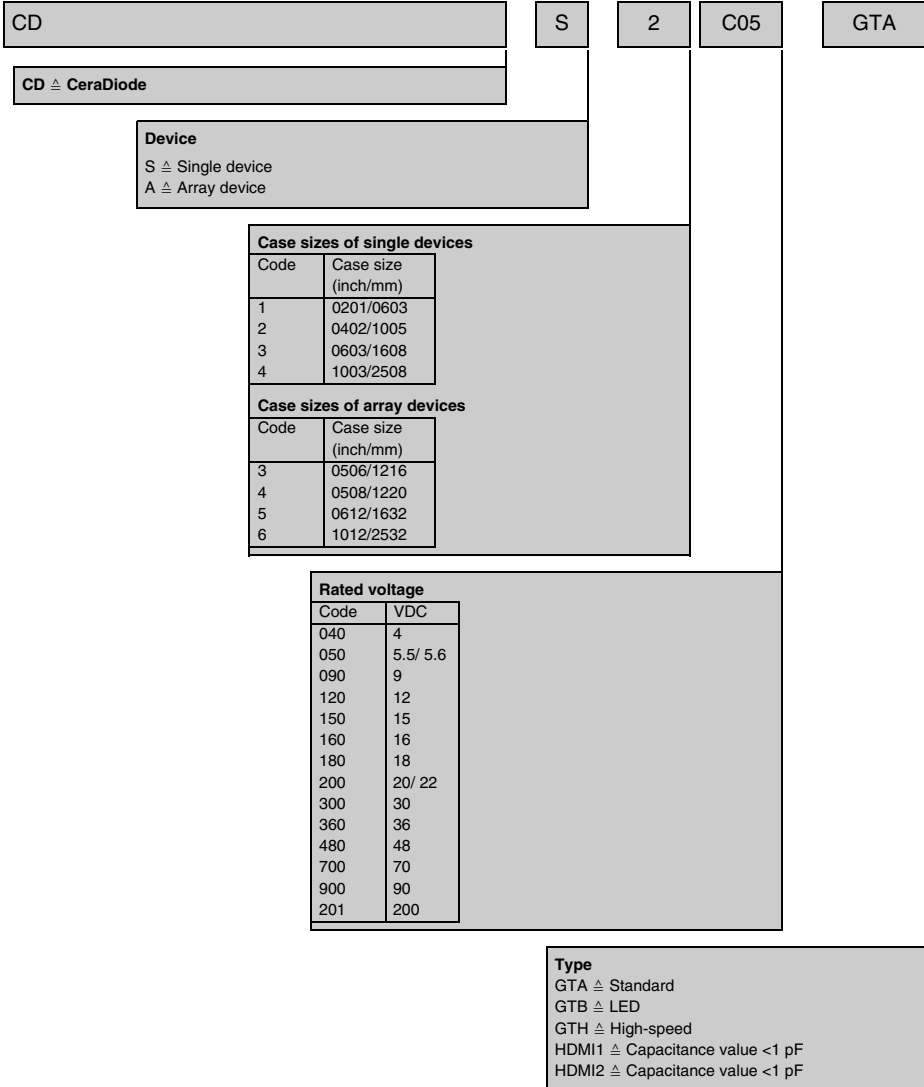 CD S 2 C05 GTA
CD ≙ CeraDiode
Device
S ≙ Single device
A ≙ Array device
Case sizes of single devices
Code Case size
(inch/mm)
1 0201/0603
2 0402/1005
3 0603/1608
4 1003/2508
Case sizes of array devices
Code Case size
(inch/mm)
3 0506/1216
4 0508/1220
5 0612/1632
6 1012/2532
Rated voltage
Code VDC
040 4
050 5.5/ 5.6
090 9
120 12
150 15
160 16
180 18
200 20/ 22
300 30
360 36
480 48
700 70
900 90
201 200
Type
GTA ≙ Standard
GTB ≙ LED
GTH ≙ High-speed
HDMI1 ≙ Capacitance value <1 pF
HDMI2 ≙ Capacitance value <1 pF